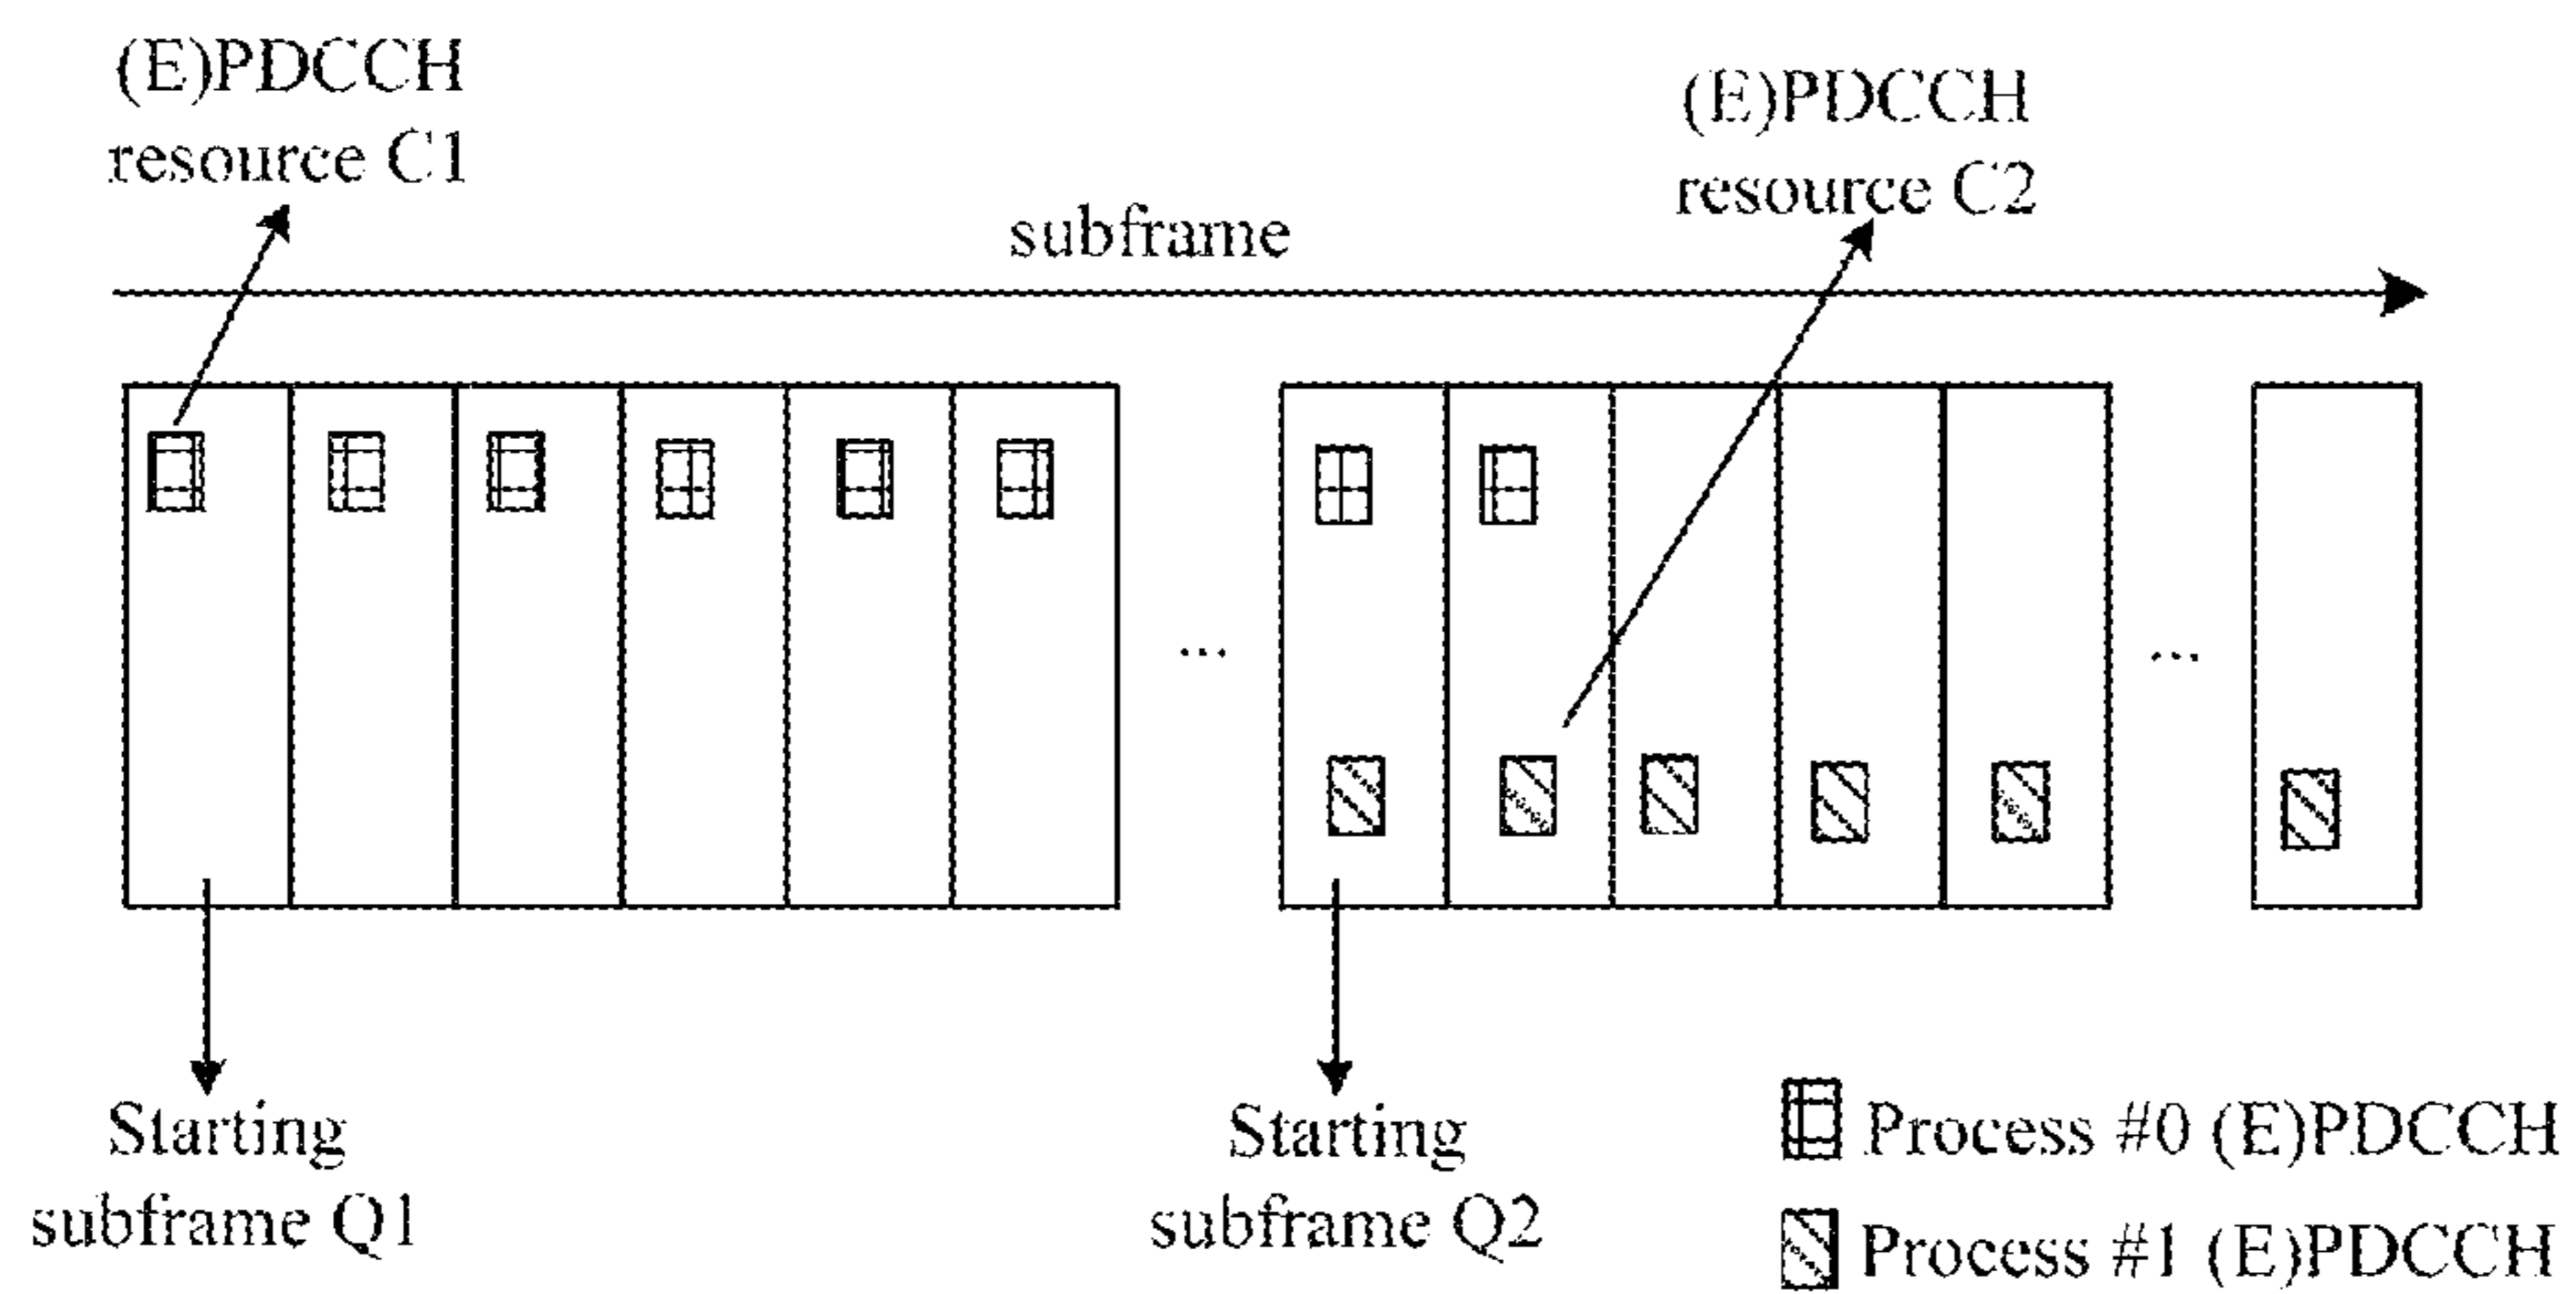 (E)PDCCH
resource C1
(E)PDCCH
resource C2
subframe
...
...
Starting
subframe Q1
Starting
subframe Q2
Process #0 (E)PDCCH
Process #1 (E)PDCCH